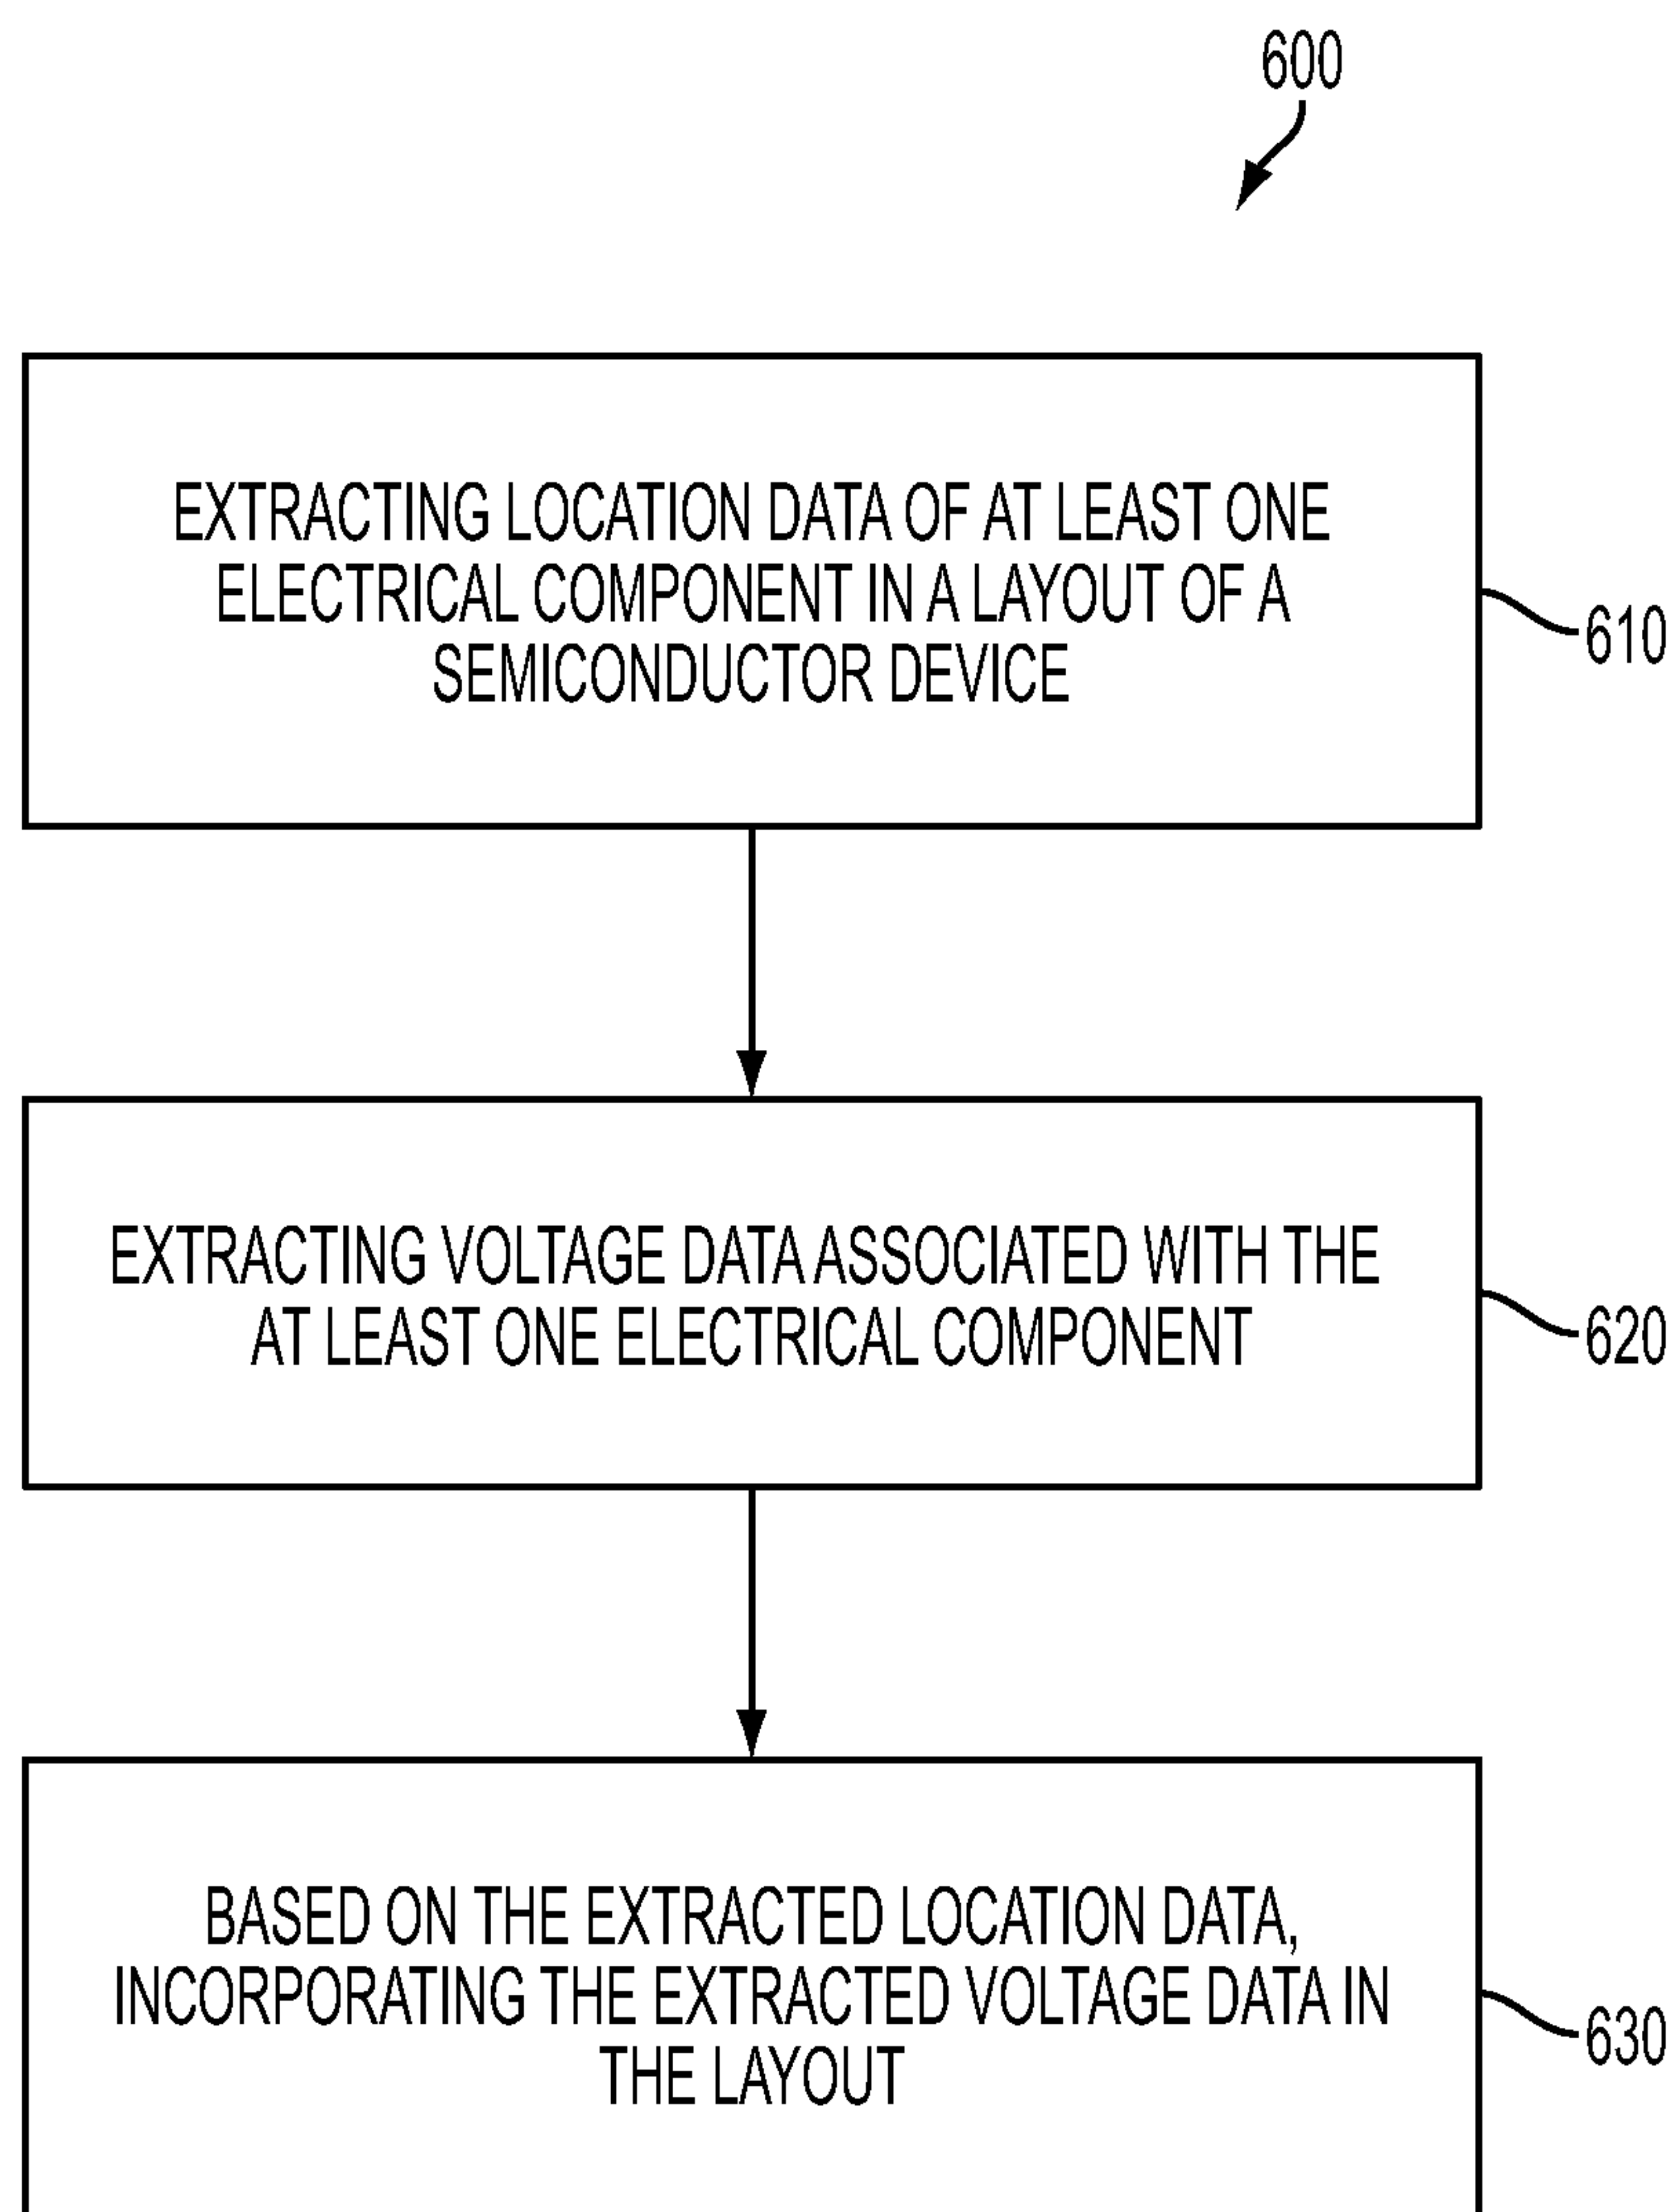 600
EXTRACTING LOCATION DATA OF AT LEAST ONE
ELECTRICAL COMPONENT IN A LAYOUT OF A
SEMICONDUCTOR DEVICE
610
EXTRACTING VOLTAGE DATA ASSOCIATED WITH THE
AT LEAST ONE ELECTRICAL COMPONENT
620
BASED ON THE EXTRACTED LOCATION DATA,
INCORPORATING THE EXTRACTED VOLTAGE DATA IN
THE LAYOUT
630